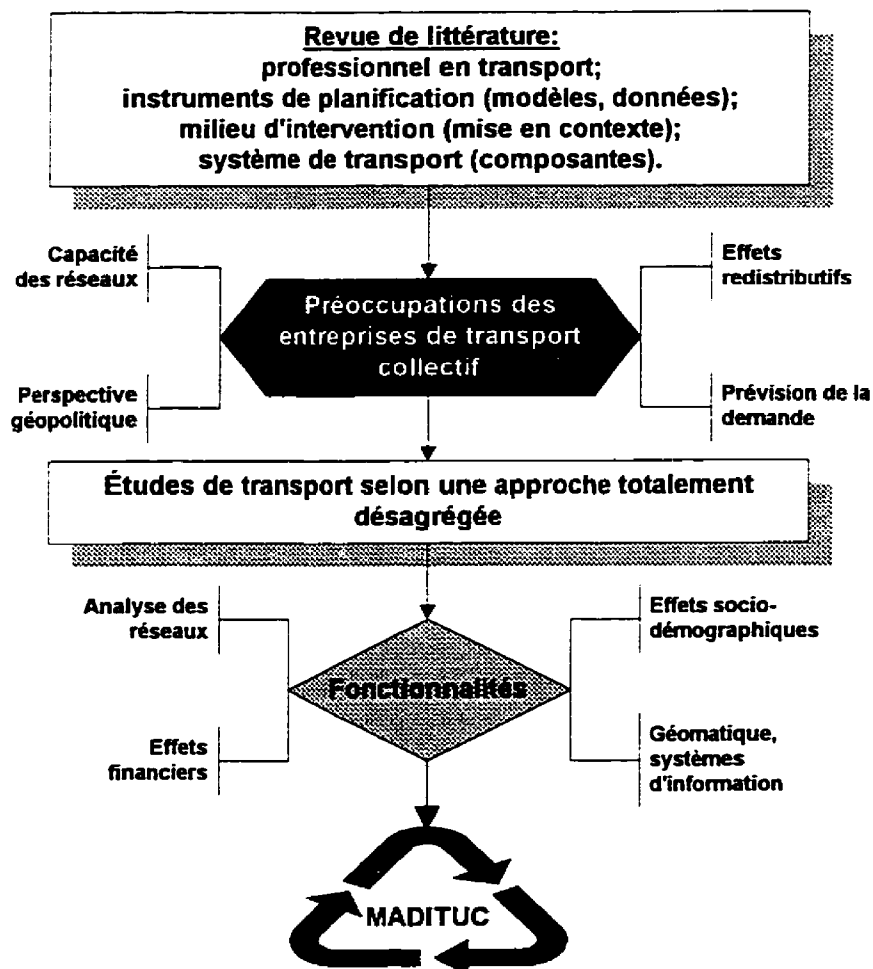 Revue de littérature:
professionnel en transport;
instruments de planification (modèles, données);
milieu d'intervention (mise en contexte);
système de transport (composantes).
Capacité
des réseaux
Effets
redistributifs
Préoccupations des
entreprises de transport
collectif
Perspective
géopolitique
Prévision de la
demande
Études de transport selon une approche totalement
désagrégée
Analyse des
réseaux
Effets socio-
démographiques
Fonctionnalités
Effets
financiers
Géomatique,
systèmes
d'information
MADITUC